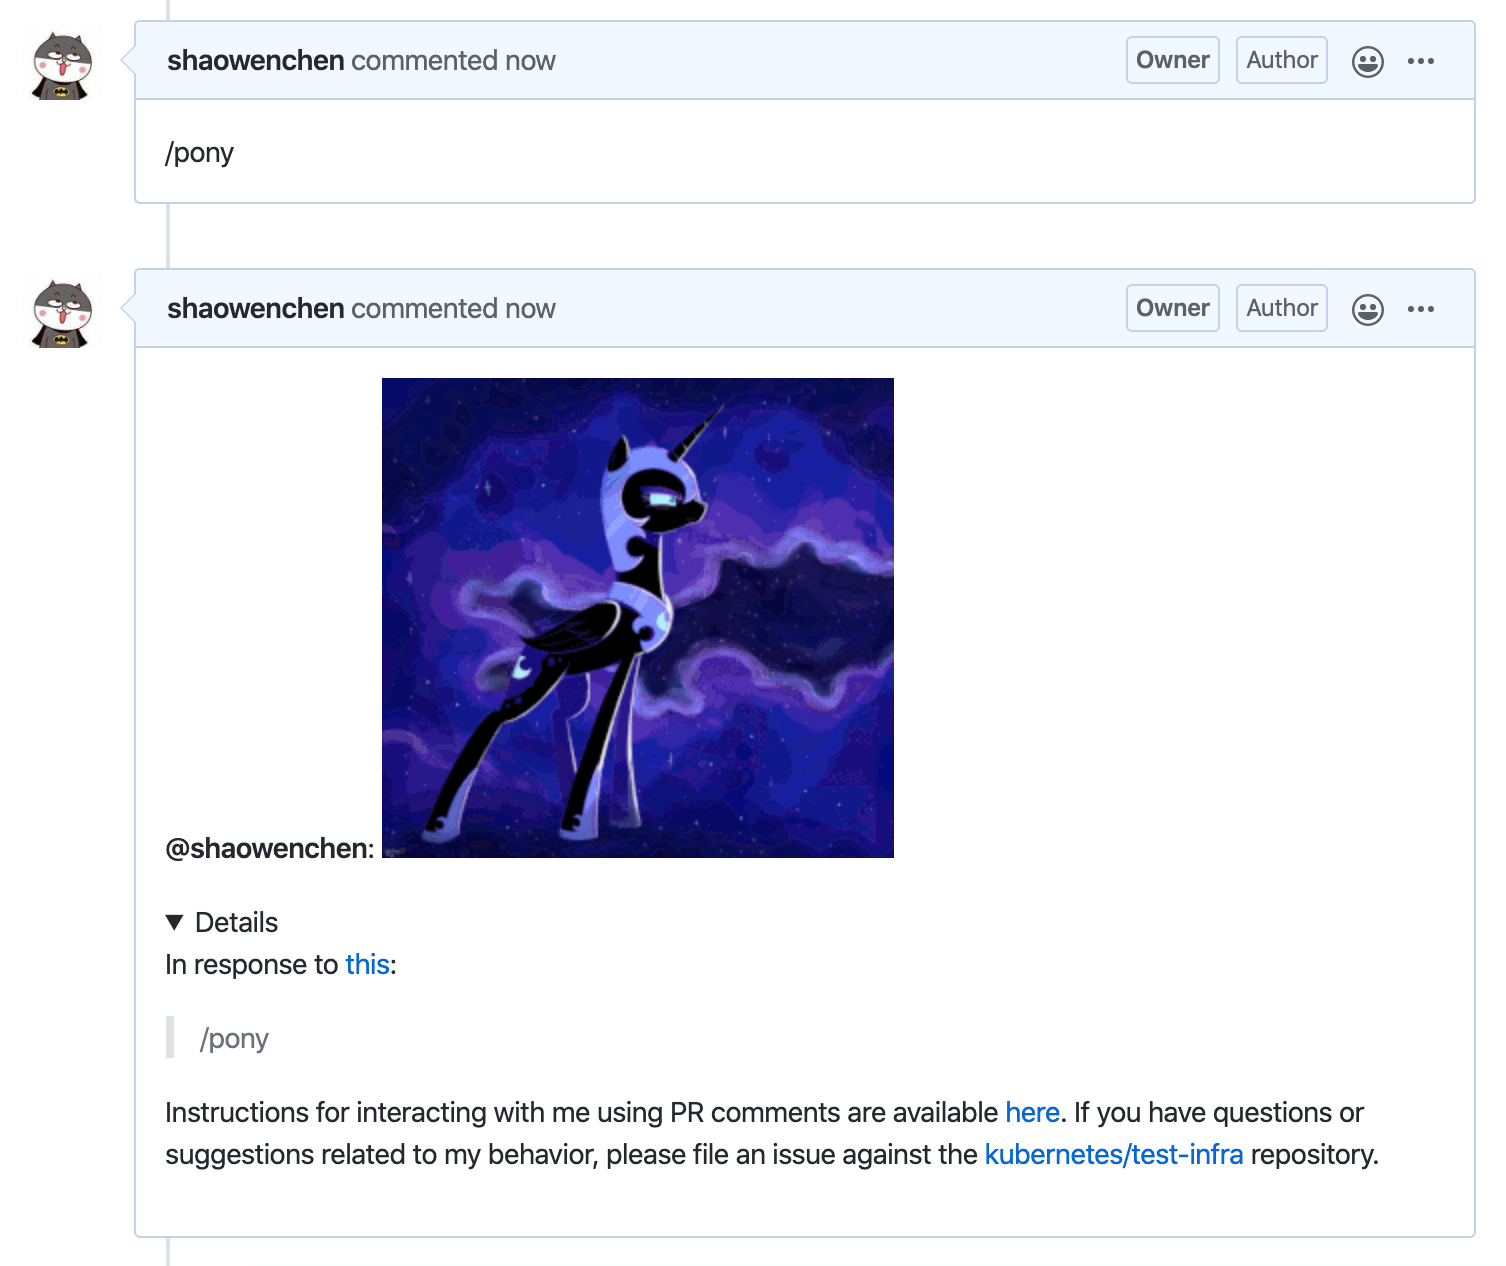 shaowenchen commented now
Owner
Author
/pony
shaowenchen commented now
Owner
Author
@shaowenchen:
Details
In response to this:
/pony
Instructions for interacting with me using PR comments are available here. If you have questions or
suggestions related to my behavior, please file an issue against the kubernetes/test-infra repository.